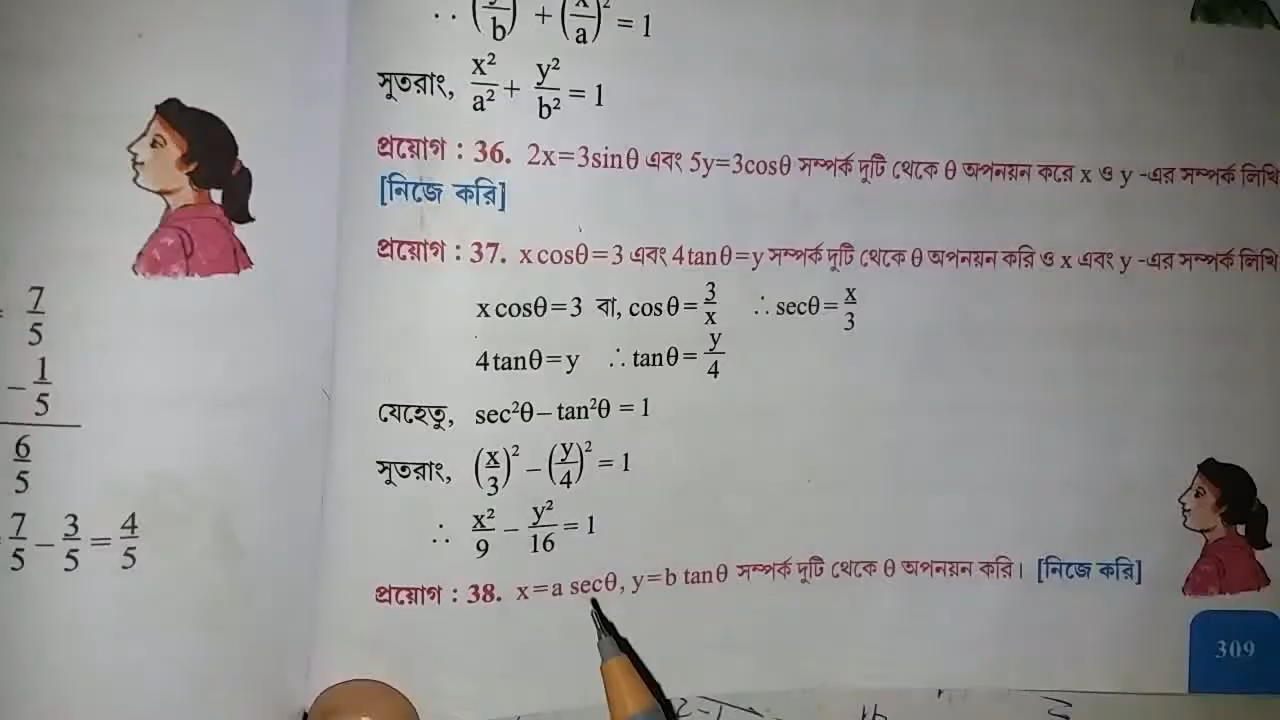 ∴ (y/b)² + (x/a)² = 1
সুতরাং, x²/a² + y²/b² = 1
প্রয়োগ : 36. 2x=3sinθ এবং 5y=3cosθ সম্পর্ক দুটি থেকে θ অপনয়ন করে x ও y -এর সম্পর্ক লিখি
[নিজে করি]
প্রয়োগ : 37. x cosθ=3 এবং 4tanθ=y সম্পর্ক দুটি থেকে θ অপনয়ন করি ও x এবং y -এর সম্পর্ক লিখি
x cosθ=3 বা, cosθ= 3/x ∴ secθ= x/3
4tanθ=y ∴ tanθ= y/4
যেহেতু, sec²θ – tan²θ = 1
সুতরাং, (x/3)² – (y/4)² = 1
∴ x²/9 – y²/16 = 1
প্রয়োগ : 38. x=a secθ, y=b tanθ সম্পর্ক দুটি থেকে θ অপনয়ন করি। [নিজে করি]
309
7/5
– 1/5
6/5
7/5 – 3/5 = 4/5